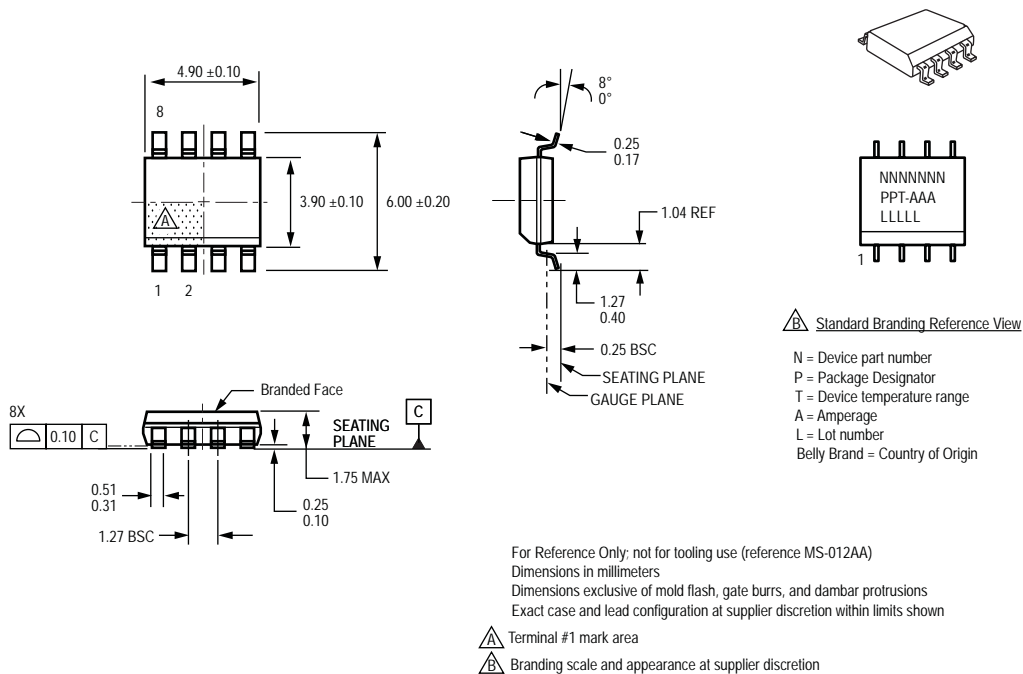 4.90 ±0.10
8
A
3.90 ±0.10
6.00 ±0.20
1 2
8°
0°
0.25
0.17
1.04 REF
1.27
0.40
0.25 BSC
SEATING PLANE
GAUGE PLANE
NNNNNNN
PPT-AAA
LLLLL
1
B Standard Branding Reference View
N = Device part number
P = Package Designator
T = Device temperature range
A = Amperage
L = Lot number
Belly Brand = Country of Origin
Branded Face
8X
0.10 C
SEATING
PLANE
C
1.75 MAX
0.51
0.31
0.25
0.10
1.27 BSC
For Reference Only; not for tooling use (reference MS-012AA)
Dimensions in millimeters
Dimensions exclusive of mold flash, gate burrs, and dambar protrusions
Exact case and lead configuration at supplier discretion within limits shown
A Terminal #1 mark area
B Branding scale and appearance at supplier discretion